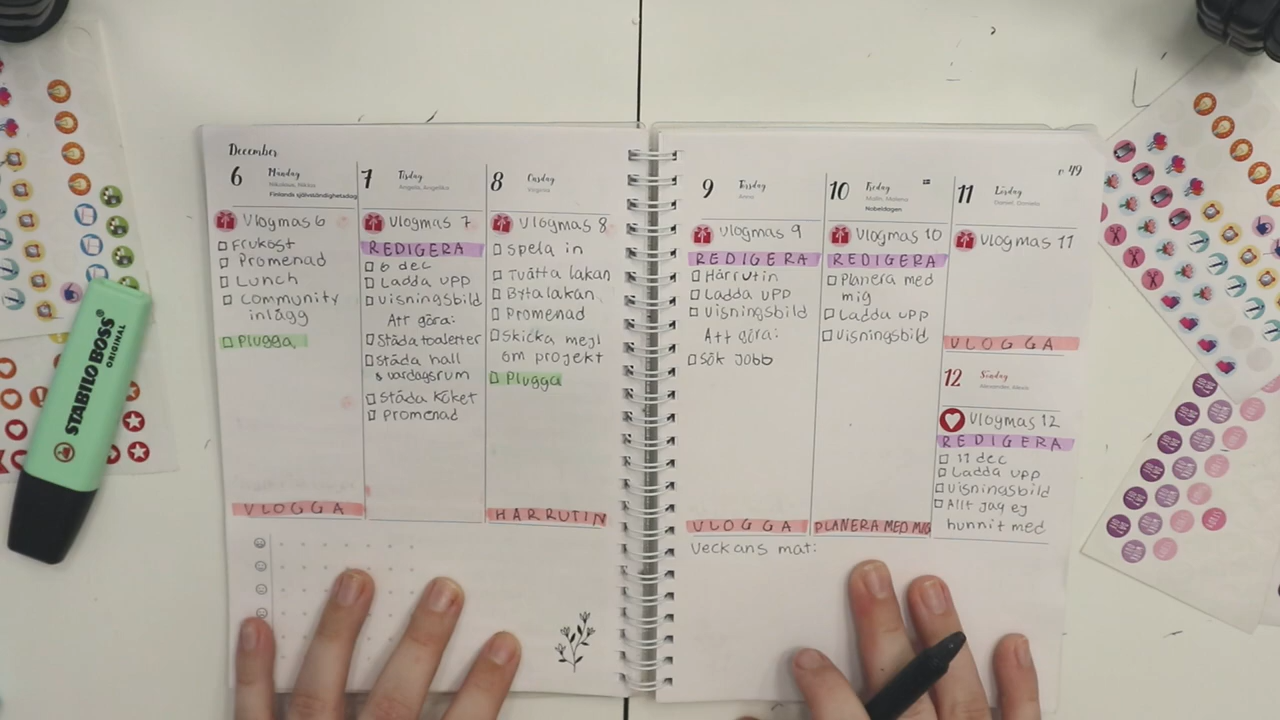 December
6
Måndag
Nikolaus, Niklas
Finlands självständighetsdag
Vlogmas 6
Frukost
Promenad
Lunch
Community
inlägg
Plugga
VLOGGA
7
Tisdag
Angela, Angelika
Vlogmas 7
REDIGERA
6 dec
Ladda upp
Visningsbild
Att göra:
Städa toaletter
Städa hall
& vardagsrum
Städa köket
Promenad
8
Onsdag
Virginia
Vlogmas 8
Spela in
Tvätta lakan
Byta lakan
Promenad
Skicka mejl
om projekt
Plugga
HÅRRUTIN
9
Torsdag
Anna
Vlogmas 9
REDIGERA
Hårrutin
Ladda upp
Visningsbild
Att göra:
Sök jobb
VLOGGA
10
Fredag
Malin, Malena
Nobeldagen
Vlogmas 10
REDIGERA
Planera med
mig
Ladda upp
Visningsbild
PLANERA MED MIG
v 49
11
Lördag
Daniel, Daniela
Vlogmas 11
VLOGGA
12
Söndag
Alexander, Alexis
Vlogmas 12
REDIGERA
11 dec
Ladda upp
Visningsbild
Allt jag ej
hunnit med
Veckans mat:
STABILO BOSS
ORIGINAL